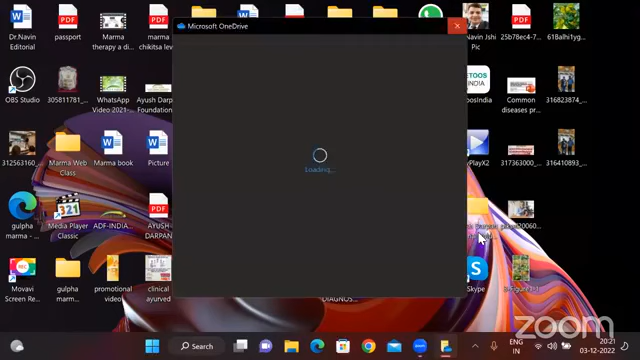 Microsoft OneDrive
Loading...
Dr.Navin
Editorial
passport
Marma
therapy a di...
marma
chikitsa lev
Jshi
Pic
25b78ec4-7...
61Balhi1yg...
OBS Studio
305811781_...
WhatsApp
Video 2021-...
Ayush Darp
Foundation
INDIA
Common
diseases pr...
316823874_...
312563160_...
Marma Web
Class
Marma book
Picture
PlayX2
317363000_...
316410893_...
gulpha
marma - ...
Media Player
Classic
ADF-INDIA...
AYUSH
DARPAN
Movavi
Screen Re...
gulpha
marma
promotional
video
clinical
ayurved
DIAGNOS...
Skype
Search
ENG
IN
20:21
03-12-2022
zoom